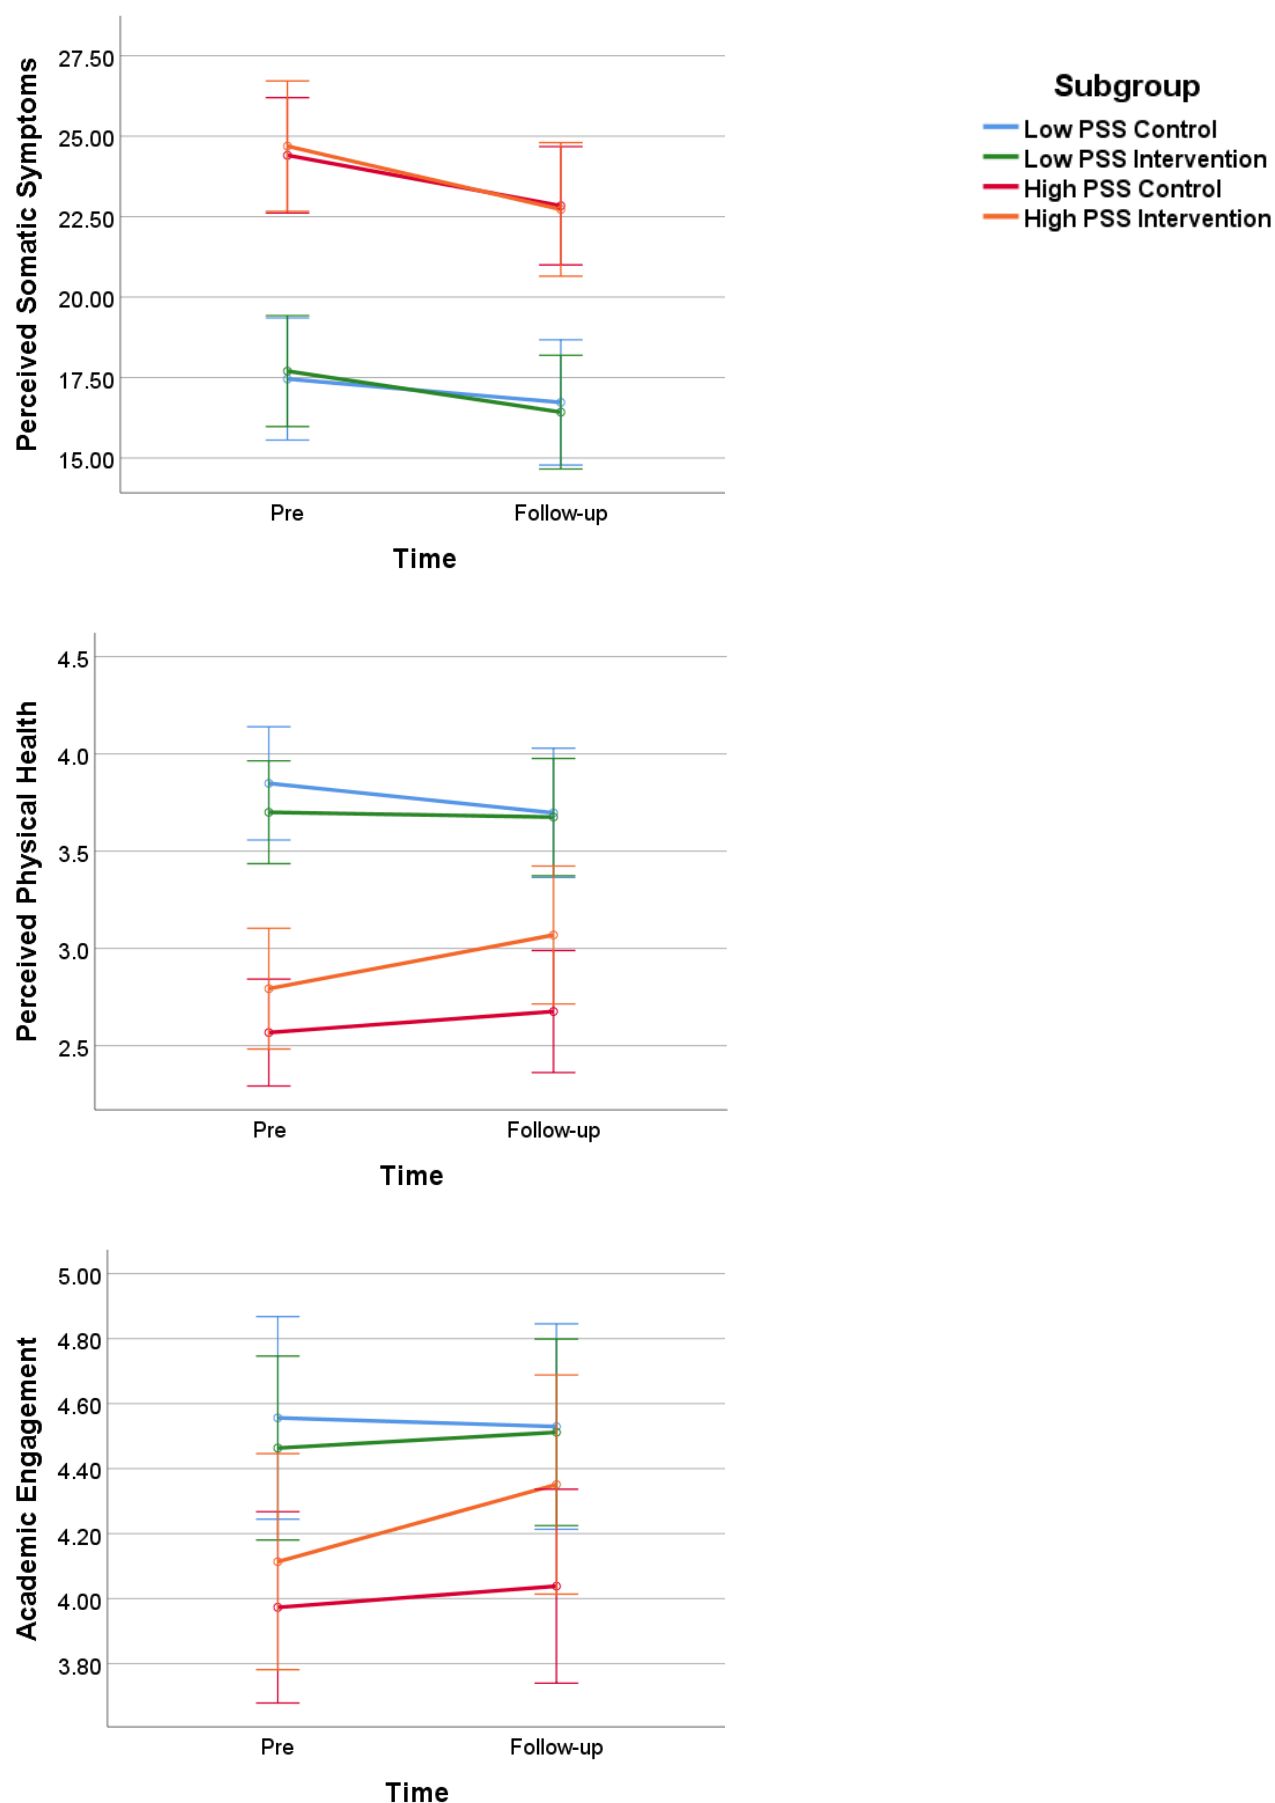 Perceived Somatic Symptoms
27.50
25.00
22.50
20.00
17.50
15.00
Pre
Follow-up
Time
Subgroup
Low PSS Control
Low PSS Intervention
High PSS Control
High PSS Intervention
Perceived Physical Health
4.5
4.0
3.5
3.0
2.5
Pre
Follow-up
Time
Academic Engagement
5.00
4.80
4.60
4.40
4.20
4.00
3.80
Pre
Follow-up
Time